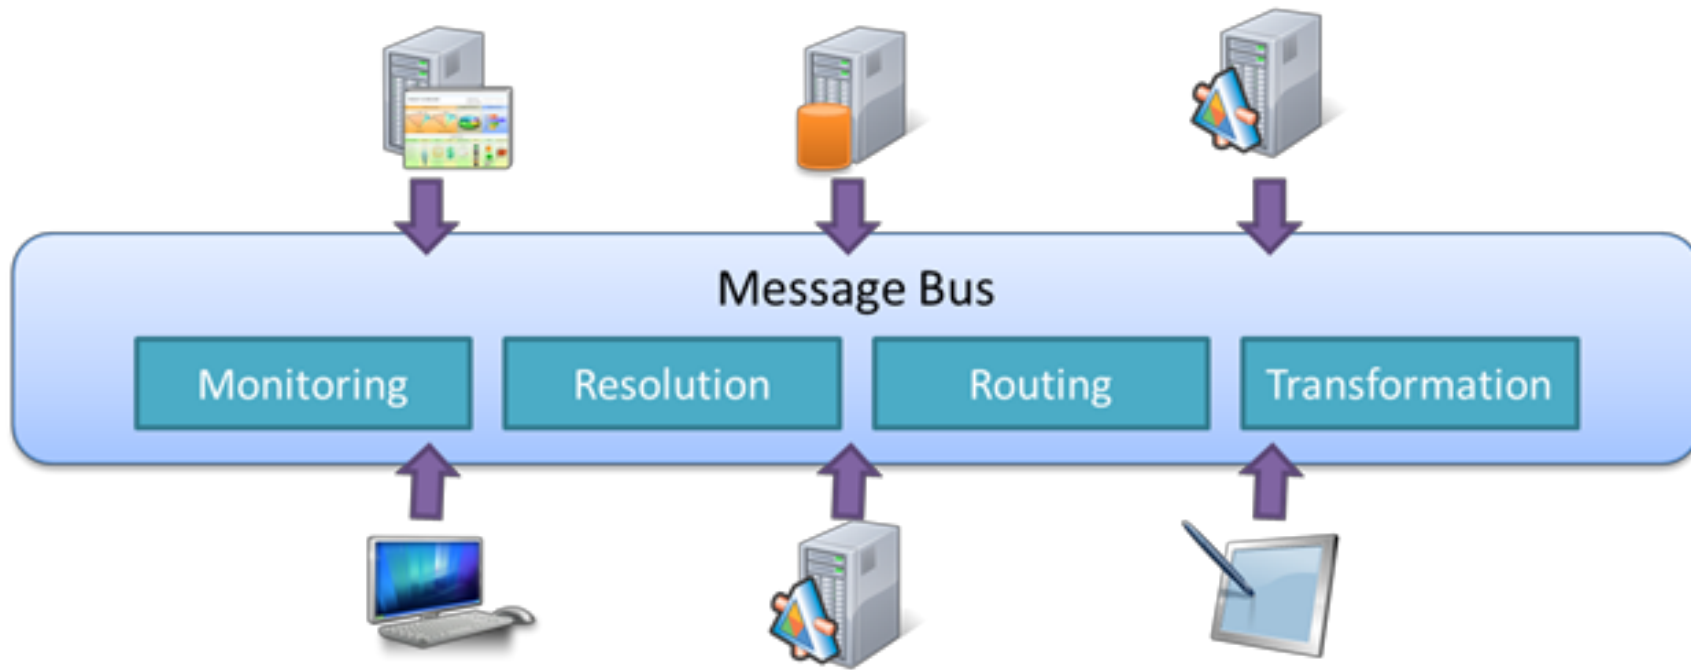 Message Bus
Monitoring
Resolution
Routing
Transformation